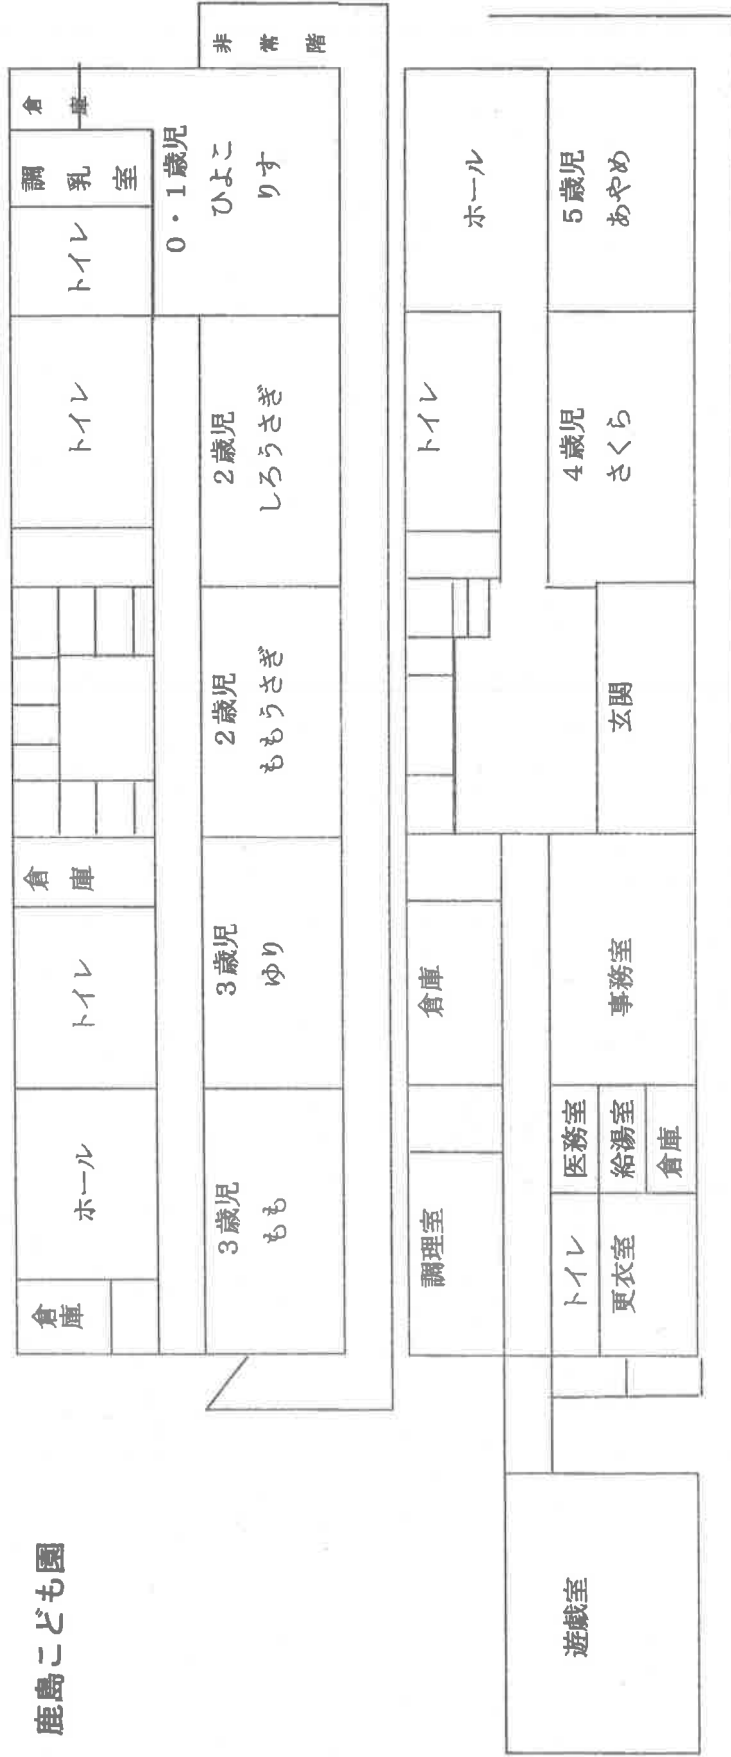 鹿島こども園
倉庫
ホール
トイレ
倉庫
トイレ
トイレ
調乳室
倉庫
3歳児
もも
3歳児
ゆり
2歳児
ももうさぎ
2歳児
しろうさぎ
0・1歳児
ひよこ
りす
非常階
調理室
倉庫
トイレ
ホール
遊戯室
トイレ
更衣室
医務室
給湯室
倉庫
事務室
玄関
4歳児
さくら
5歳児
あやめ